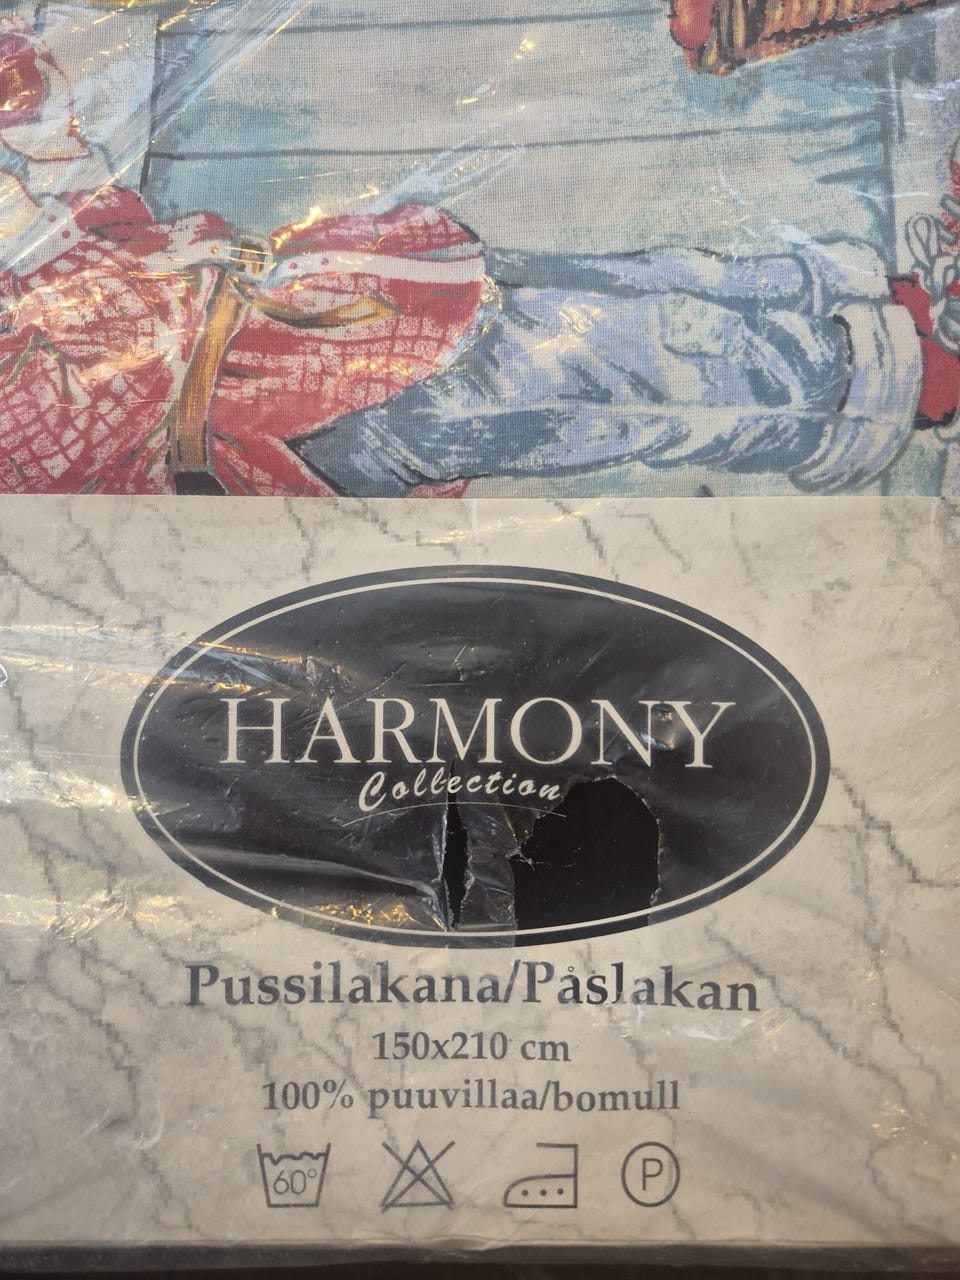 HARMONY
Collection
Pussilakana/Påslakan
150x210 cm
100% puuvillaa/bomull
60°
P